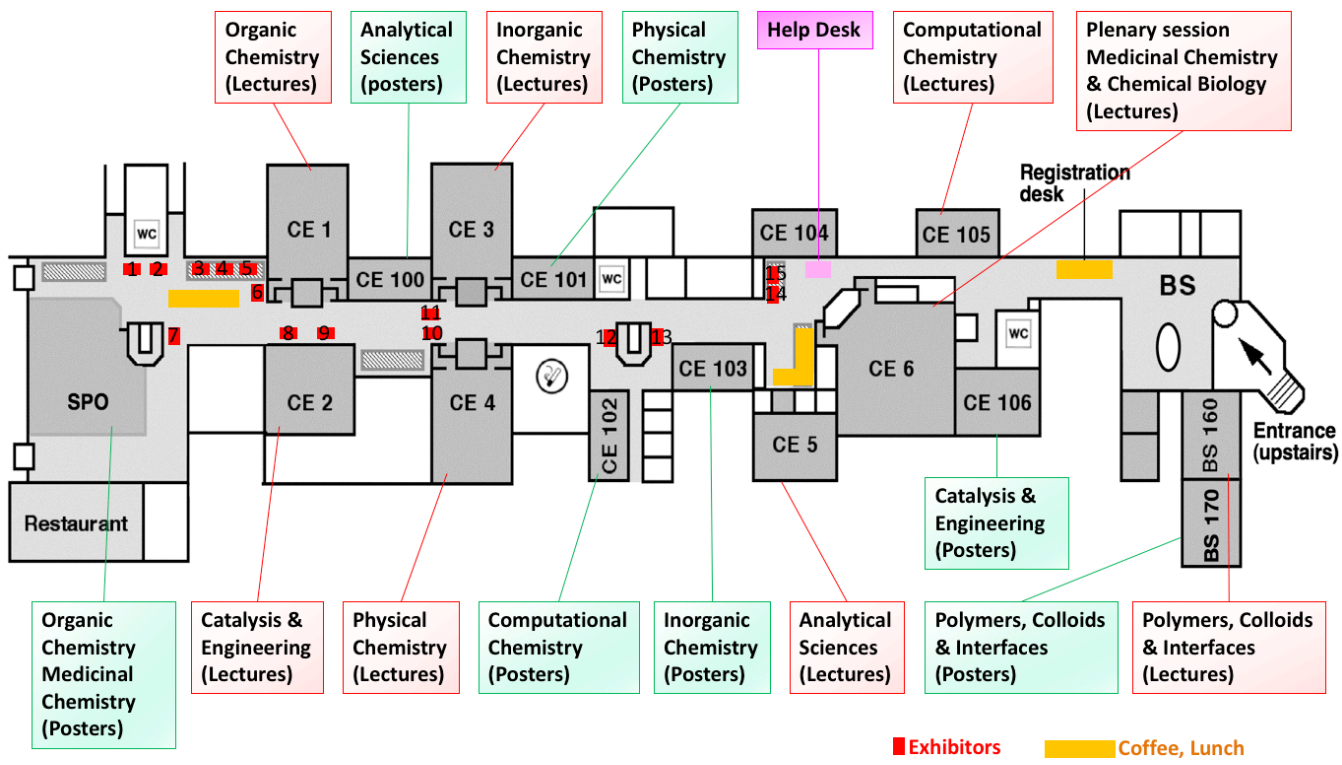 Organic
Chemistry
(Lectures)
Analytical
Sciences
(posters)
Inorganic
Chemistry
(Lectures)
Physical
Chemistry
(Posters)
Help Desk
Computational
Chemistry
(Lectures)
Plenary session
Medicinal Chemistry
& Chemical Biology
(Lectures)
Registration
desk
WC
CE 1
CE 3
CE 104
CE 105
1
2
3
4
5
6
CE 100
CE 101
WC
15
14
BS
11
10
7
8
9
12
13
WC
SPO
CE 2
CE 4
CE 102
CE 103
CE 5
CE 6
CE 106
BS 160
BS 170
Entrance
(upstairs)
Restaurant
Catalysis &
Engineering
(Posters)
Organic
Chemistry
Medicinal
Chemistry
(Posters)
Catalysis &
Engineering
(Lectures)
Physical
Chemistry
(Lectures)
Computational
Chemistry
(Posters)
Inorganic
Chemistry
(Posters)
Analytical
Sciences
(Lectures)
Polymers, Colloids
& Interfaces
(Posters)
Polymers, Colloids
& Interfaces
(Lectures)
Exhibitors
Coffee, Lunch